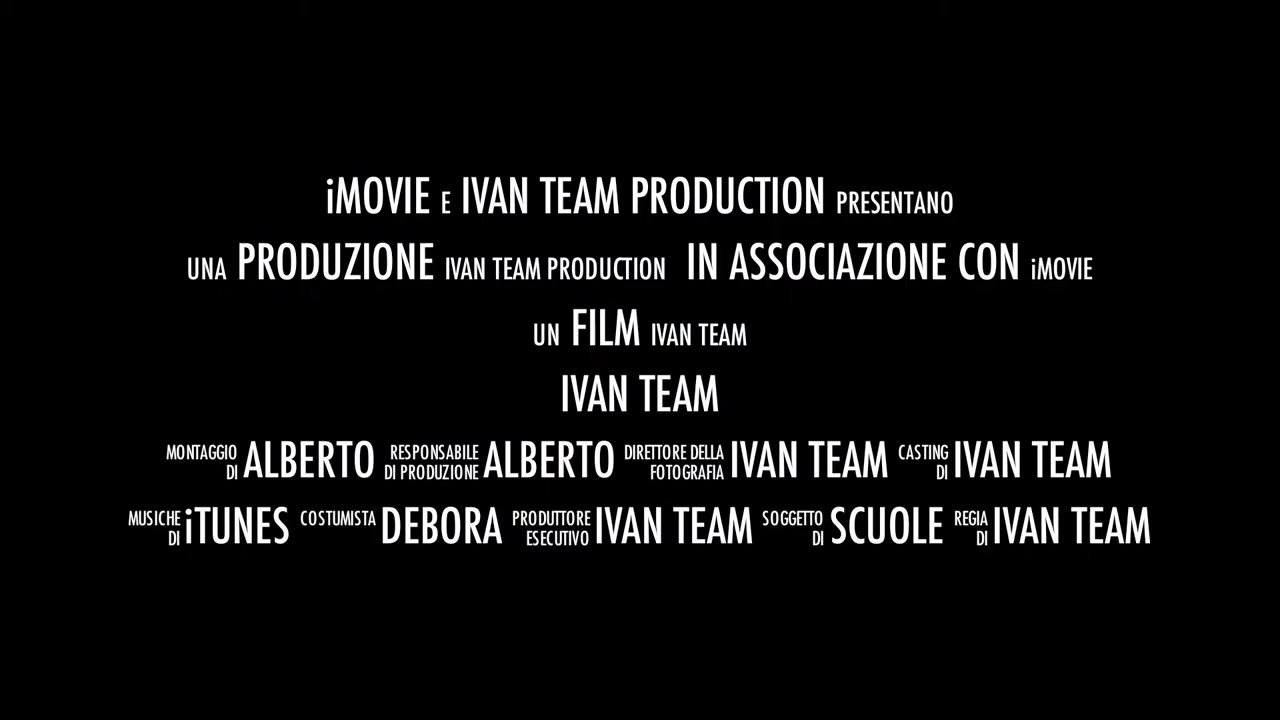 iMOVIE E IVAN TEAM PRODUCTION PRESENTANO
UNA PRODUZIONE IVAN TEAM PRODUCTION IN ASSOCIAZIONE CON iMOVIE
UN FILM IVAN TEAM
IVAN TEAM
MONTAGGIO DI ALBERTO RESPONSABILE DI PRODUZIONE ALBERTO DIRETTORE DELLA FOTOGRAFIA IVAN TEAM CASTING DI IVAN TEAM
MUSICHE DI iTUNES COSTUMISTA DEBORA PRODUTTORE ESECUTIVO IVAN TEAM SOGGETTO DI SCUOLE REGIA DI IVAN TEAM